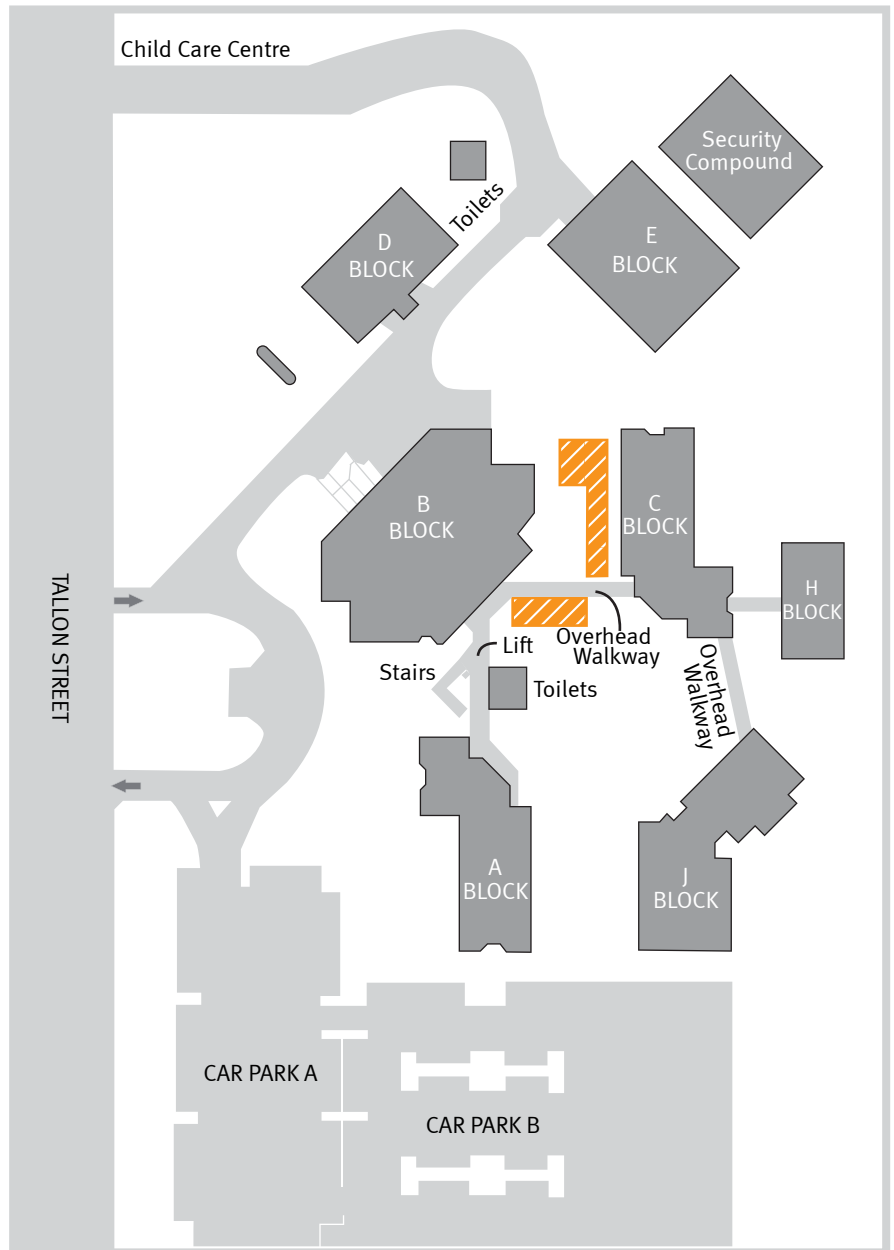 Child Care Centre
Security
Compound
Toilets
D
BLOCK
E
BLOCK
B
BLOCK
C
BLOCK
H
BLOCK
TALLON STREET
Lift
Overhead
Walkway
Stairs
Toilets
Overhead
Walkway
A
BLOCK
J
BLOCK
CAR PARK A
CAR PARK B